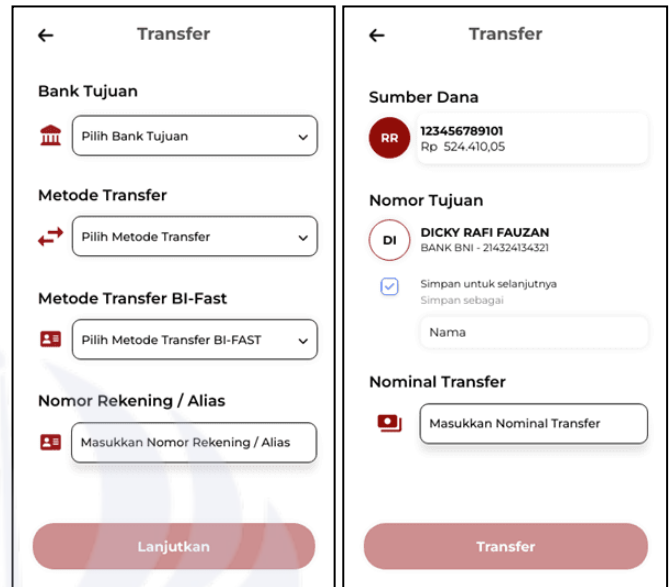 Transfer
Bank Tujuan
Pilih Bank Tujuan
Metode Transfer
Pilih Metode Transfer
Metode Transfer BI-Fast
Pilih Metode Transfer BI-FAST
Nomor Rekening / Alias
Masukkan Nomor Rekening / Alias
Lanjutkan
Transfer
Sumber Dana
RR
123456789101
Rp 524.410,05
Nomor Tujuan
DI
DICKY RAFI FAUZAN
BANK BNI - 214324134321
Simpan untuk selanjutnya
Simpan sebagai
Nama
Nominal Transfer
Masukkan Nominal Transfer
Transfer